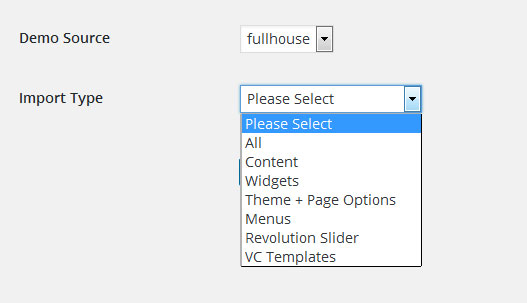 Demo Source
fullhouse
Import Type
Please Select
Please Select
All
Content
Widgets
Theme + Page Options
Menus
Revolution Slider
VC Templates